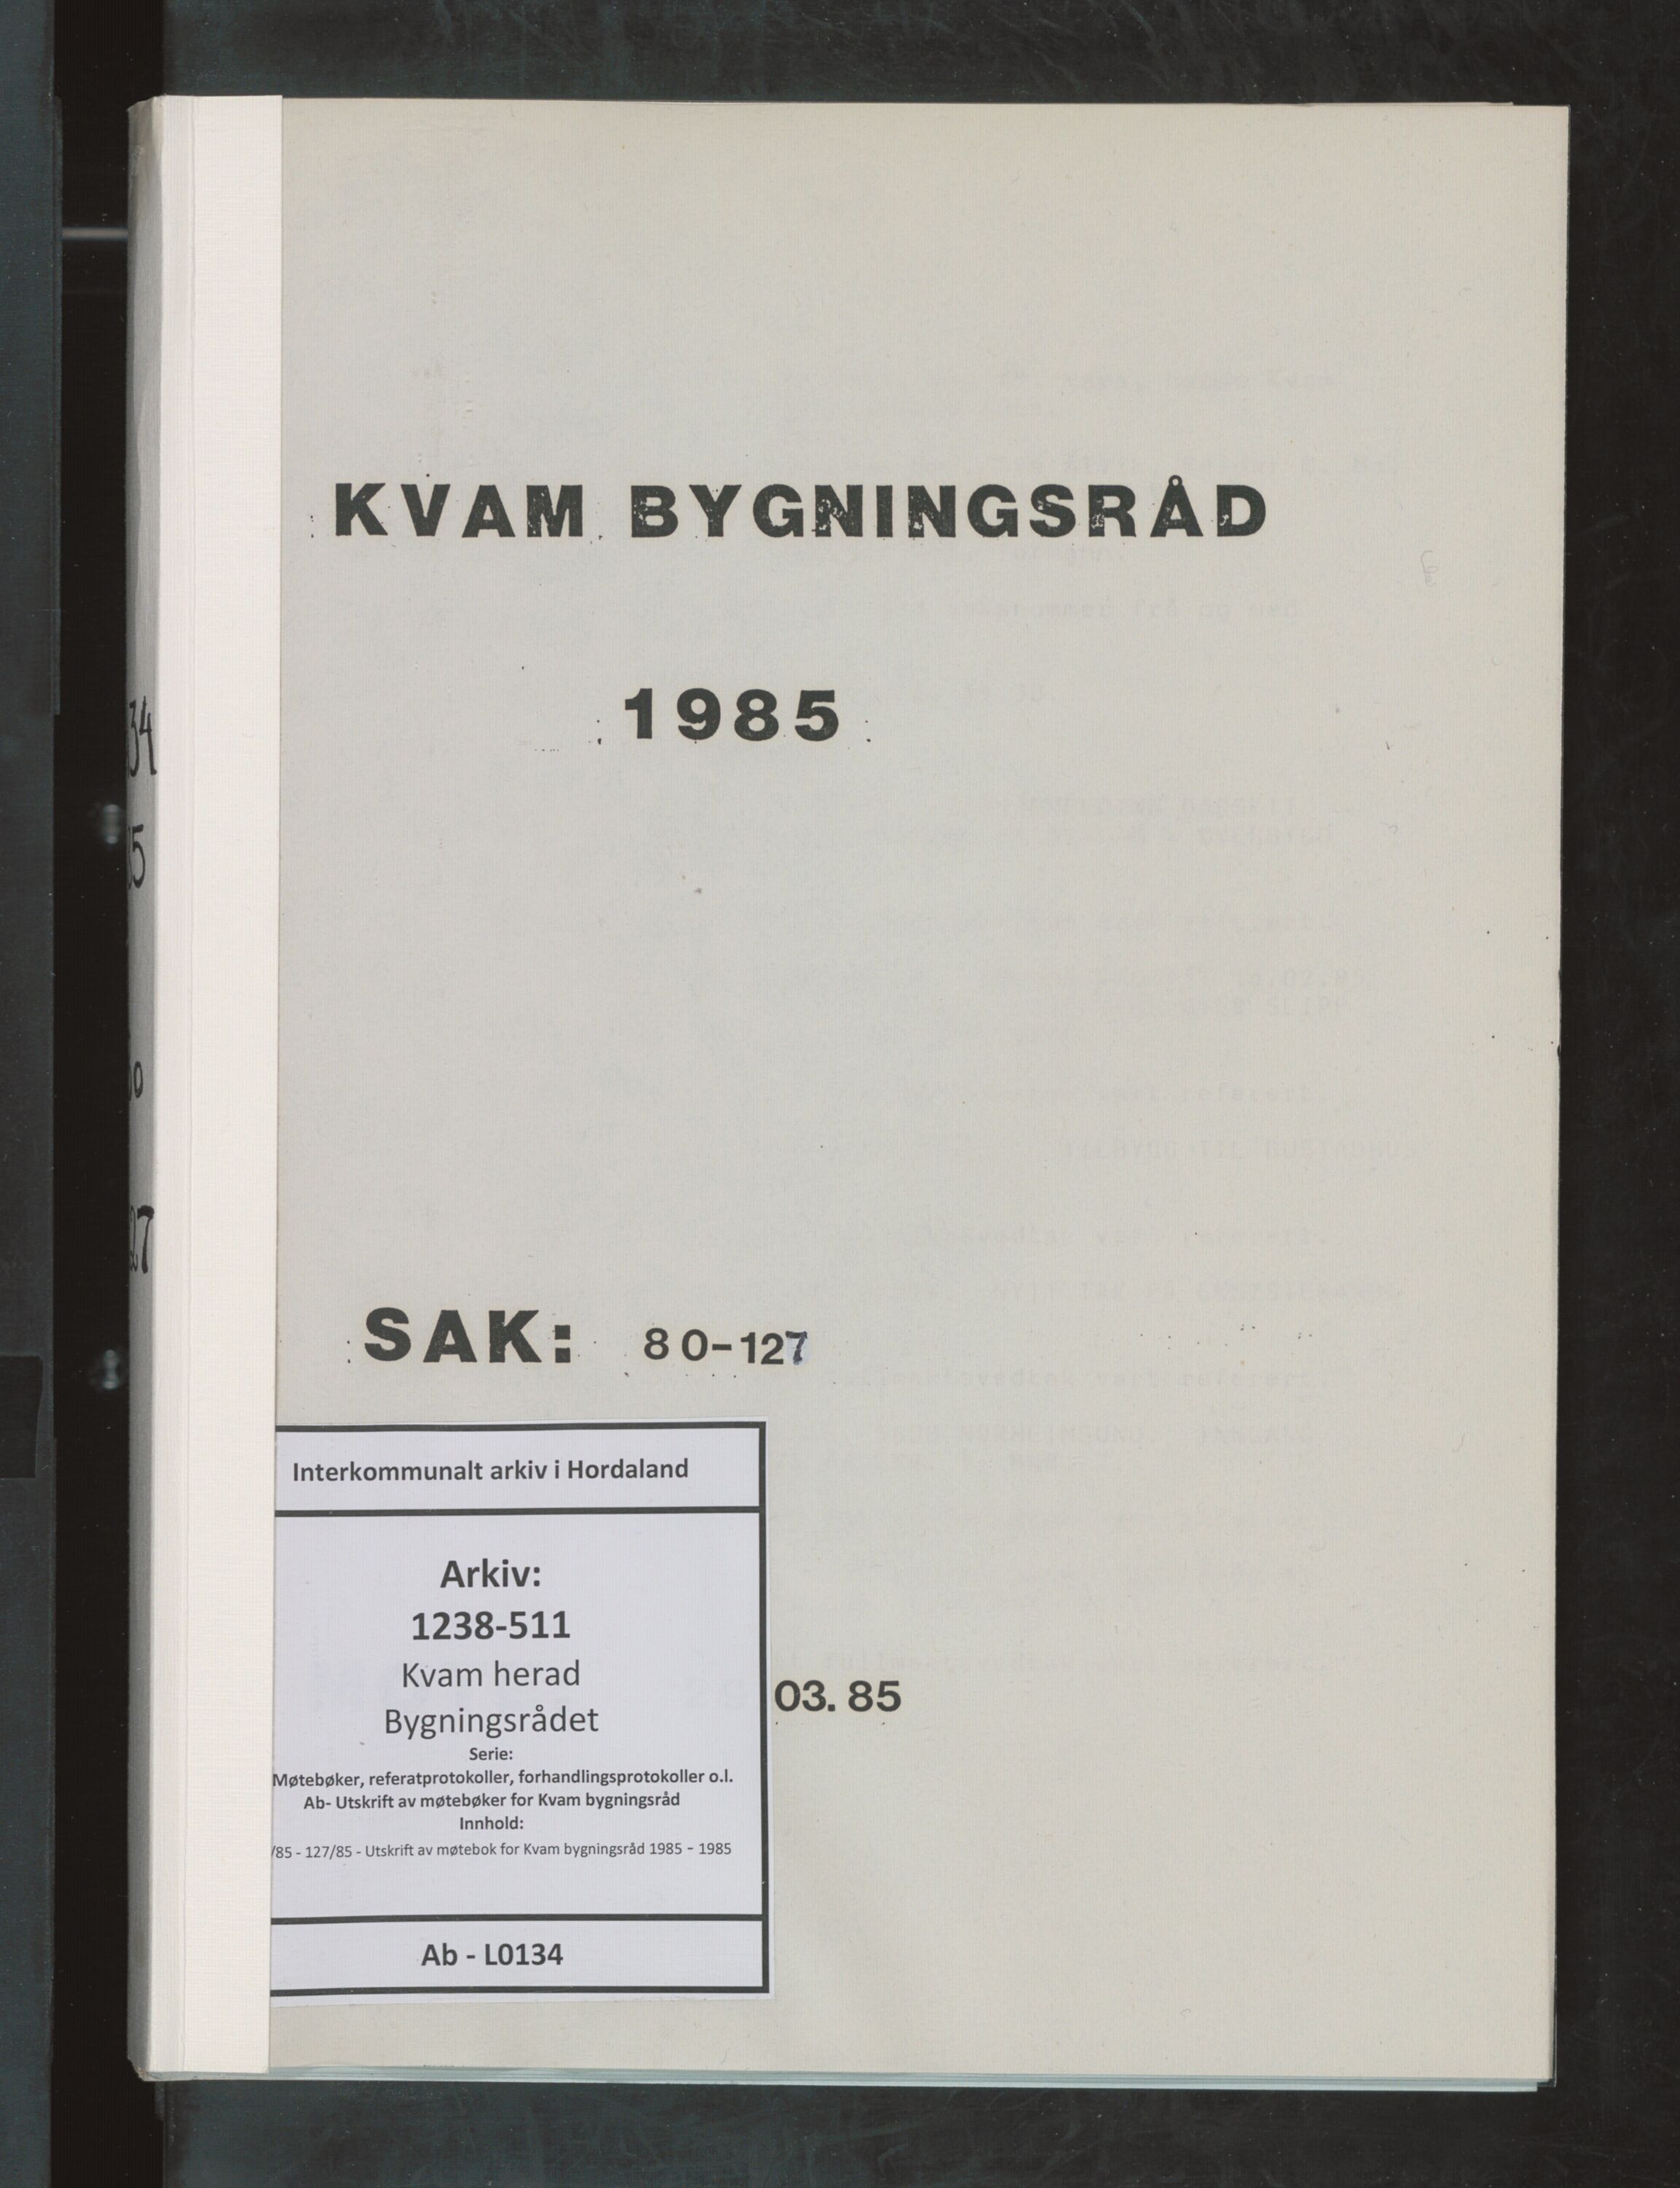 KVAM BYGNINGSRÅD
1985
SAK: 80-127
Interkommunalt arkiv i Hordaland
Arkiv:
1238-511
Kvam herad
Bygningsrådet
03.85
Serie:
Møtebøker, referatprotokoller, forhandlingsprotokoller o.l.
Ab- Utskrift av møtebøker for Kvam bygningsråd
Innhold:
/85 - 127/85 - Utskrift av møtebok for Kvam bygningsråd 1985 - 1985
Ab - L0134